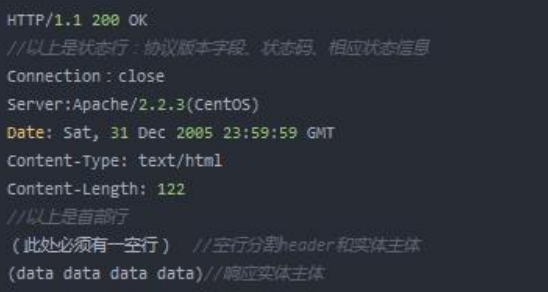 HTTP/1.1 200 OK
//以上是状态行：协议版本字段、状态码、相应状态信息
Connection：close
Server:Apache/2.2.3(CentOS)
Date: Sat, 31 Dec 2005 23:59:59 GMT
Content-Type: text/html
Content-Length: 122
//以上是首部行
（此处必须有一空行） //空行分割header和实体主体
(data data data data)//响应实体主体